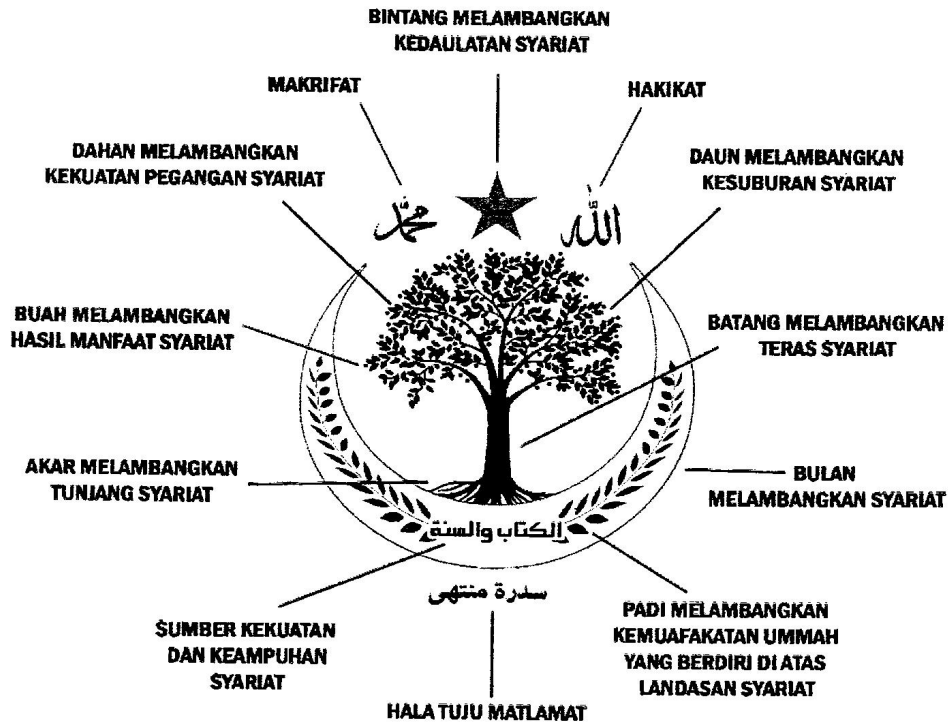 BINTANG MELAMBANGKAN
KEDAULATAN SYARIAT
MAKRIFAT
HAKIKAT
DAHAN MELAMBANGKAN
KEKUATAN PEGANGAN SYARIAT
DAUN MELAMBANGKAN
KESUBURAN SYARIAT
محمد
الله
BUAH MELAMBANGKAN
HASIL MANFAAT SYARIAT
BATANG MELAMBANGKAN
TERAS SYARIAT
AKAR MELAMBANGKAN
TUNJANG SYARIAT
BULAN
MELAMBANGKAN SYARIAT
الكتاب والسنة
سدرة منتهى
SUMBER KEKUATAN
DAN KEAMPUHAN
SYARIAT
PADI MELAMBANGKAN
KEMUAFAKATAN UMMAH
YANG BERDIRI DI ATAS
LANDASAN SYARIAT
HALA TUJU MATLAMAT